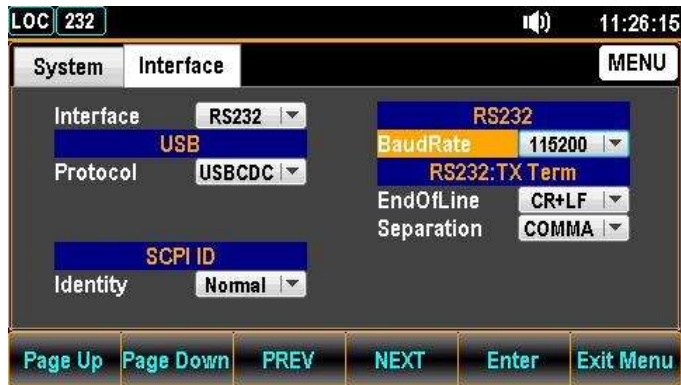 LOC 232 11:26:15
System Interface MENU
Interface RS232
USB
Protocol USBCDC
SCPI ID
Identity Normal
RS232
BaudRate 115200
RS232:TX Term
EndOfLine CR+LF
Separation COMMA
Page Up Page Down PREV NEXT Enter Exit Menu